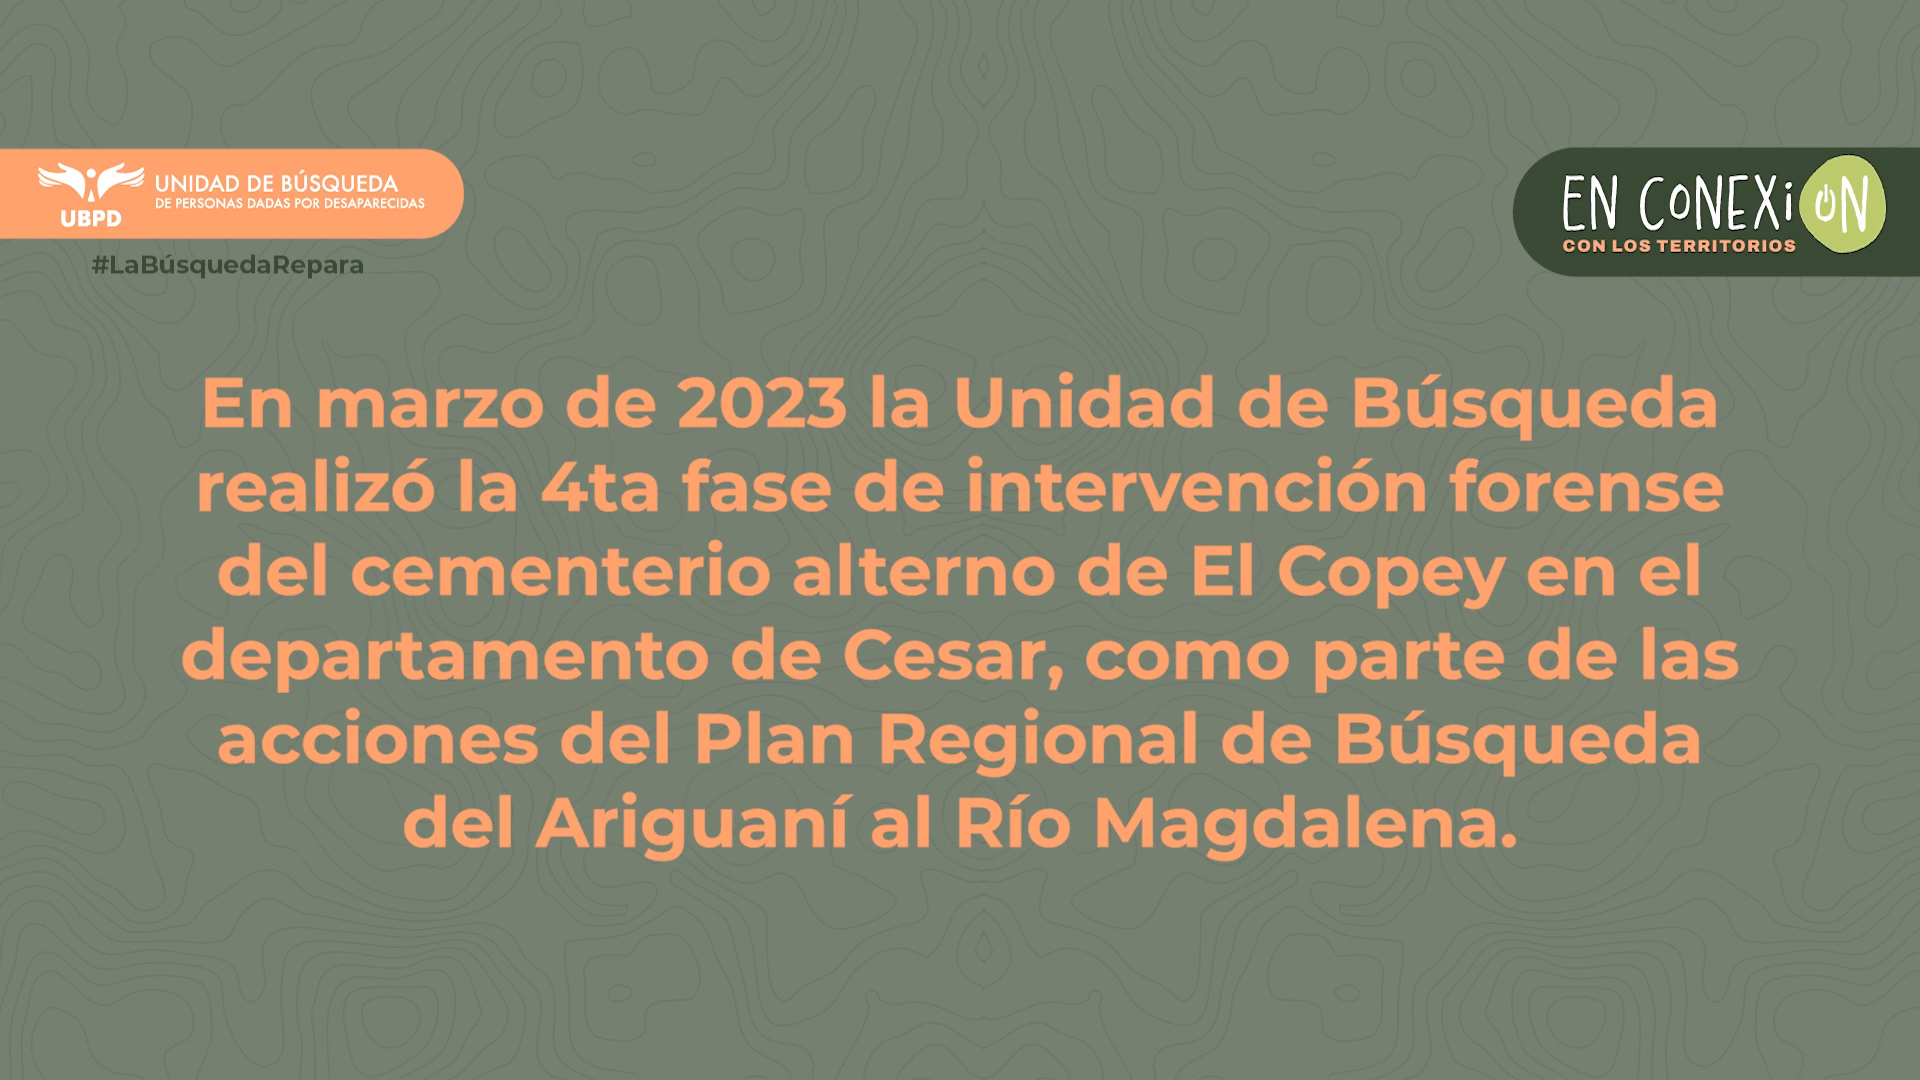 UNIDAD DE BÚSQUEDA
DE PERSONAS DADAS POR DESAPARECIDAS
UBPD
#LaBúsquedaRepara
EN CONEXiÓN
CON LOS TERRITORIOS
En marzo de 2023 la Unidad de Búsqueda
realizó la 4ta fase de intervención forense
del cementerio alterno de El Copey en el
departamento de Cesar, como parte de las
acciones del Plan Regional de Búsqueda
del Ariguaní al Río Magdalena.